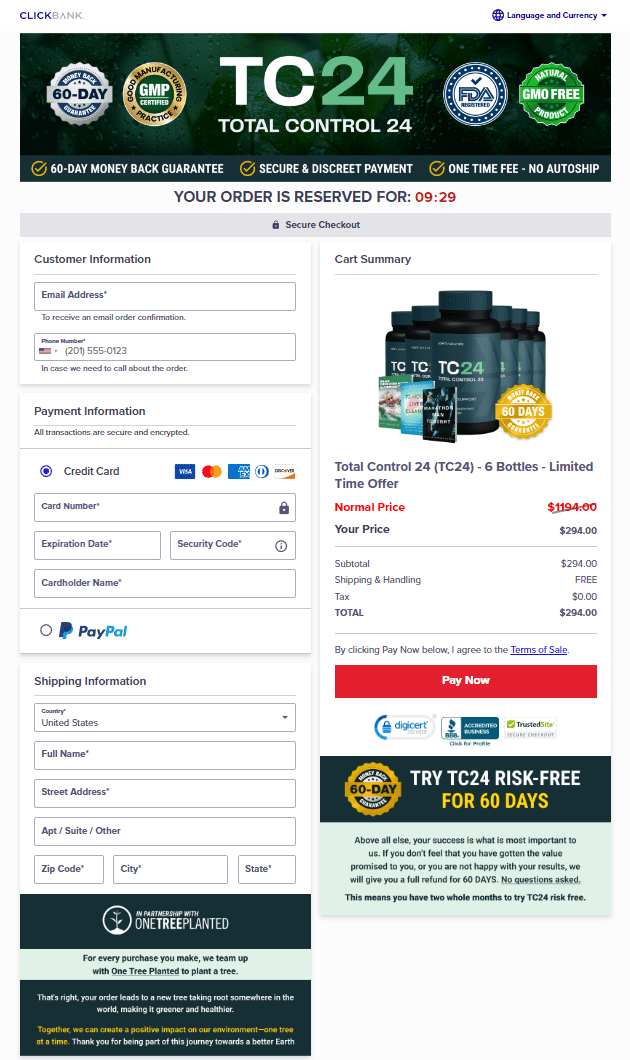 CLICKBANK
Language and Currency
MONEY BACK
60-DAY
GUARANTEE
GOOD MANUFACTURING
GMP
CERTIFIED
PRACTICE
TC24
TOTAL CONTROL 24
FDA
REGISTERED
NATURAL
GMO FREE
PRODUCT
60-DAY MONEY BACK GUARANTEE
SECURE & DISCREET PAYMENT
ONE TIME FEE - NO AUTOSHIP
YOUR ORDER IS RESERVED FOR: 09:29
Secure Checkout
Customer Information
Email Address*
To receive an email order confirmation.
Phone Number*
(201) 555-0123
In case we need to call about the order.
Payment Information
All transactions are secure and encrypted.
Credit Card
VISA
AMEX
DISCOVER
Card Number*
Expiration Date*
Security Code*
Cardholder Name*
PayPal
Shipping Information
Country*
United States
Full Name*
Street Address*
Apt / Suite / Other
Zip Code*
City*
State*
IN PARTNERSHIP WITH
ONETREEPLANTED
For every purchase you make, we team up
with One Tree Planted to plant a tree.
That's right, your order leads to a new tree taking root somewhere in the
world, making it greener and healthier.
Together, we can create a positive impact on our environment—one tree
at a time. Thank you for being part of this journey towards a better Earth
Cart Summary
TC24
TOTAL CONTROL 24
MARATHON
MAN
TONIGHT
60 DAYS
GUARANTEE
Total Control 24 (TC24) - 6 Bottles - Limited
Time Offer
Normal Price
$1194.00
Your Price
$294.00
Subtotal
$294.00
Shipping & Handling
FREE
Tax
$0.00
TOTAL
$294.00
By clicking Pay Now below, I agree to the Terms of Sale.
Pay Now
digicert
SECURED
BBB
ACCREDITED
BUSINESS
Click for Profile
TrustedSite
SECURE CHECKOUT
MONEY BACK
60-DAY
GUARANTEE
TRY TC24 RISK-FREE
FOR 60 DAYS
Above all else, your success is what is most important to
us. If you don't feel that you have gotten the value
promised to you, or you are not happy with your results, we
will give you a full refund for 60 DAYS. No questions asked.
This means you have two whole months to try TC24 risk free.